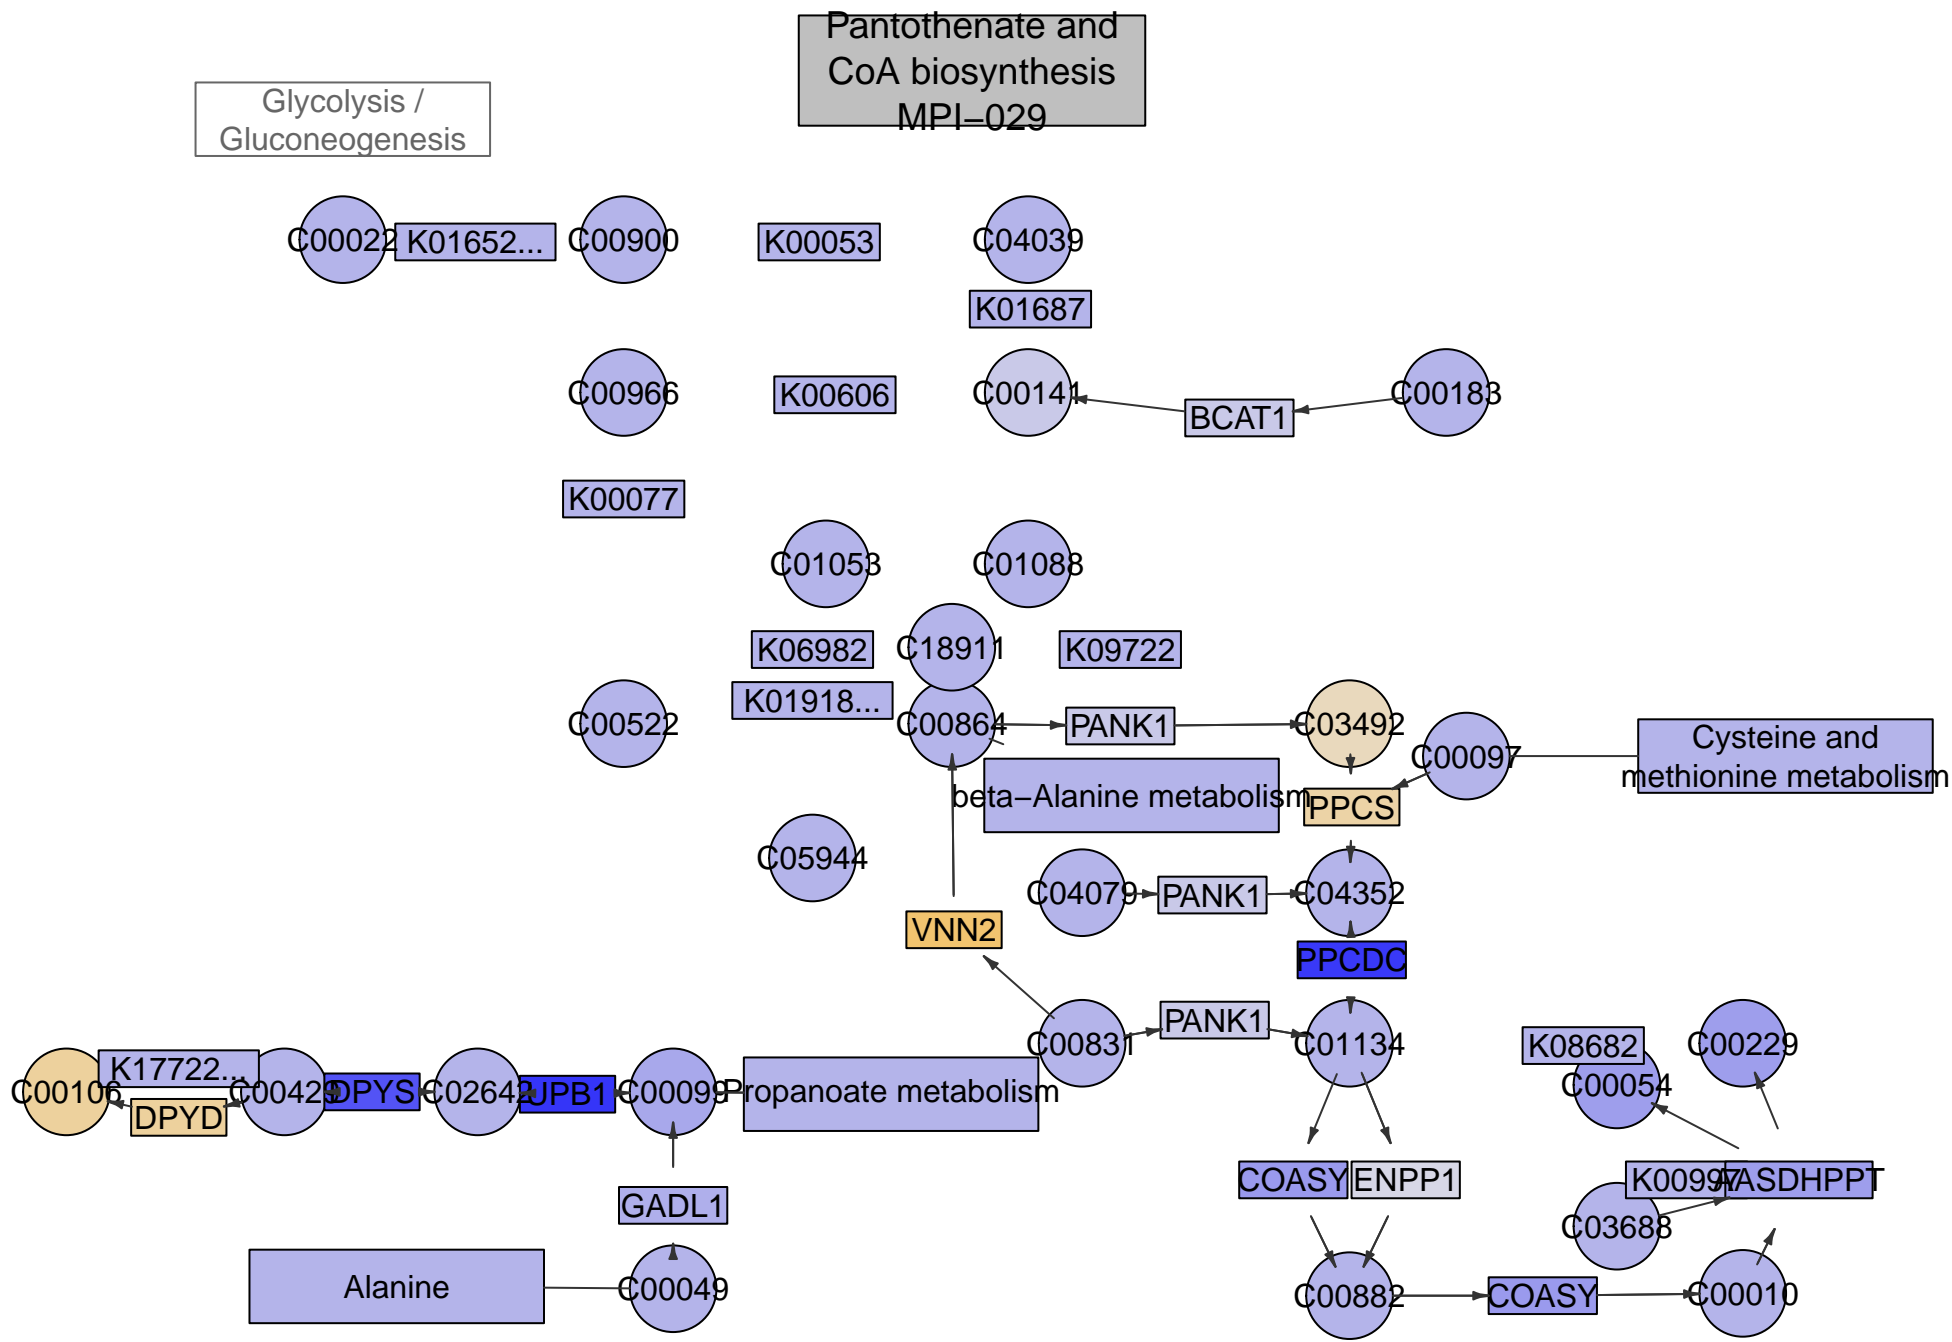 Pantothenate and
CoA biosynthesis
MPI−029
Glycolysis /
Gluconeogenesis
C00022
K01652...
C00900
K00053
C04039
K01687
C00966
K00606
C00141
BCAT1
C00183
K00077
C01053
C01088
K06982
C18911
K09722
K01918...
C00522
C00864
PANK1
C03492
C00097
Cysteine and
methionine metabolism
beta−Alanine metabolism
PPCS
C05944
C04079
PANK1
C04352
VNN2
PPCDC
C00831
PANK1
C01134
K08682
C00229
C00054
C00106
K17722...
DPYD
C00429
DPYS
C02642
UPB1
C00099
Propanoate metabolism
COASY
ENPP1
K00997
AASDHPPT
GADL1
C03688
Alanine
C00049
C00882
COASY
C00010